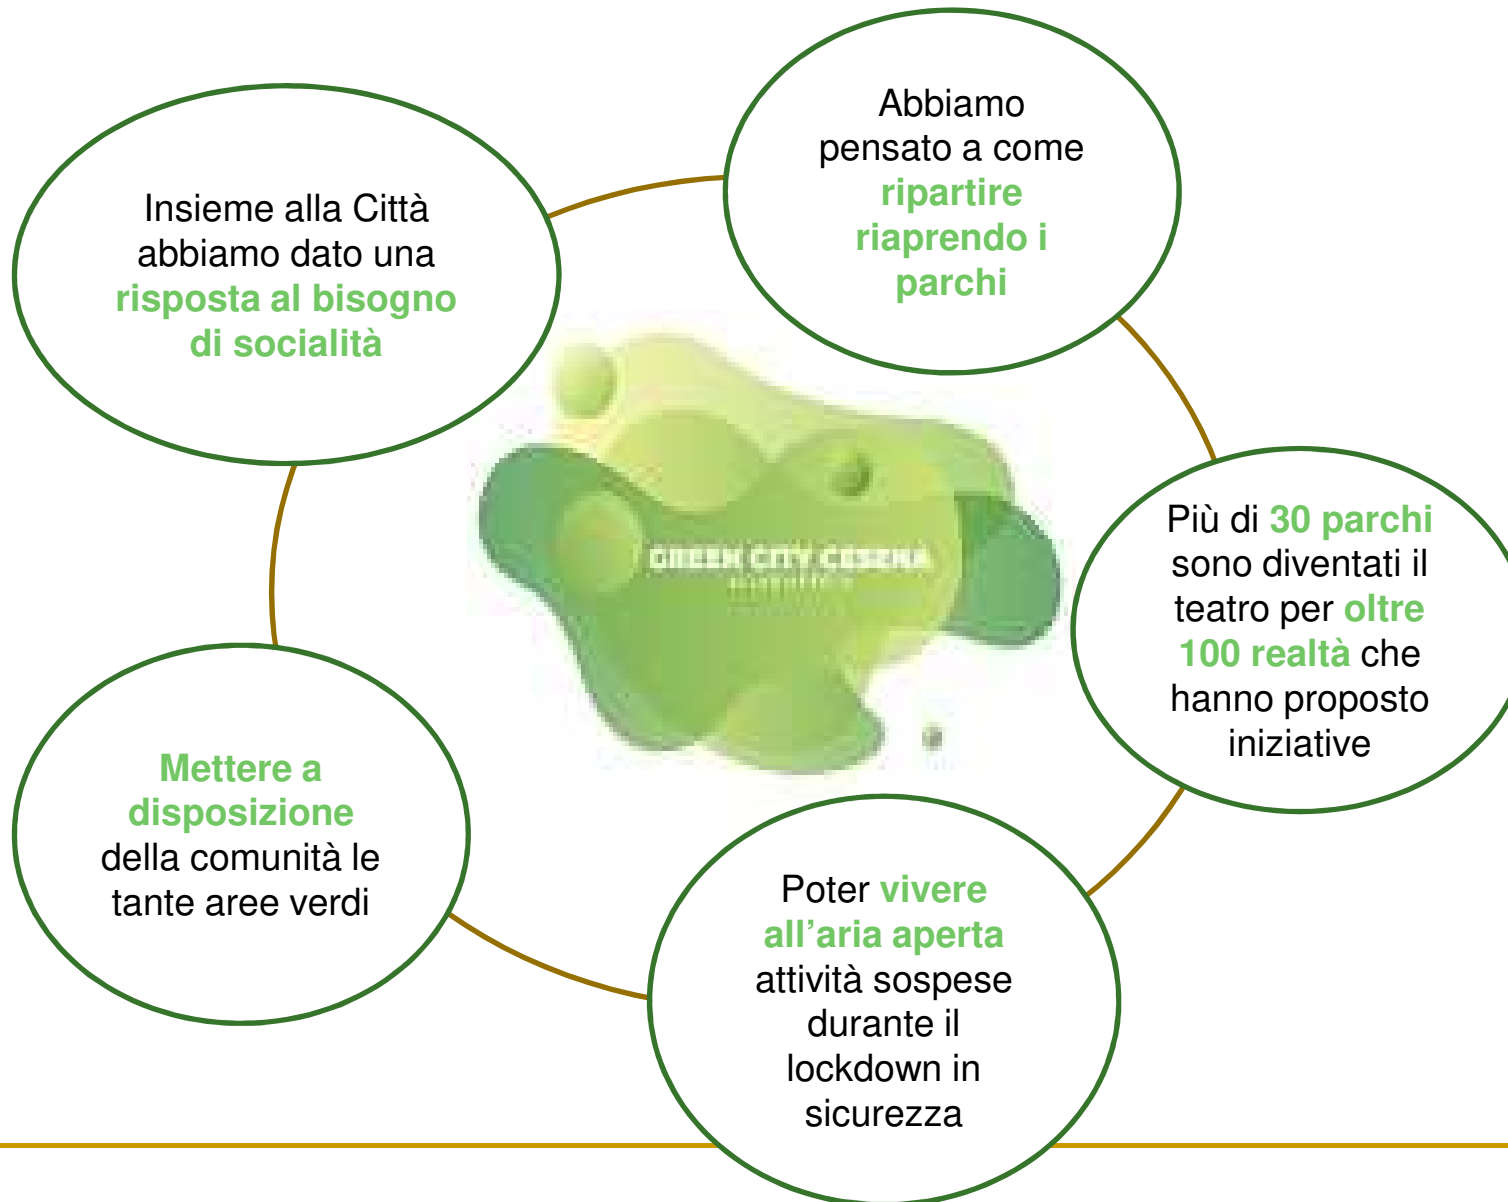 Abbiamo
pensato a come
ripartire
riaprendo i
parchi
Insieme alla Città
abbiamo dato una
risposta al bisogno
di socialità
Più di 30 parchi
sono diventati il
teatro per oltre
100 realtà che
hanno proposto
iniziative
GREEN CITY CESENA
Mettere a
disposizione
della comunità le
tante aree verdi
Poter vivere
all’aria aperta
attività sospese
durante il
lockdown in
sicurezza